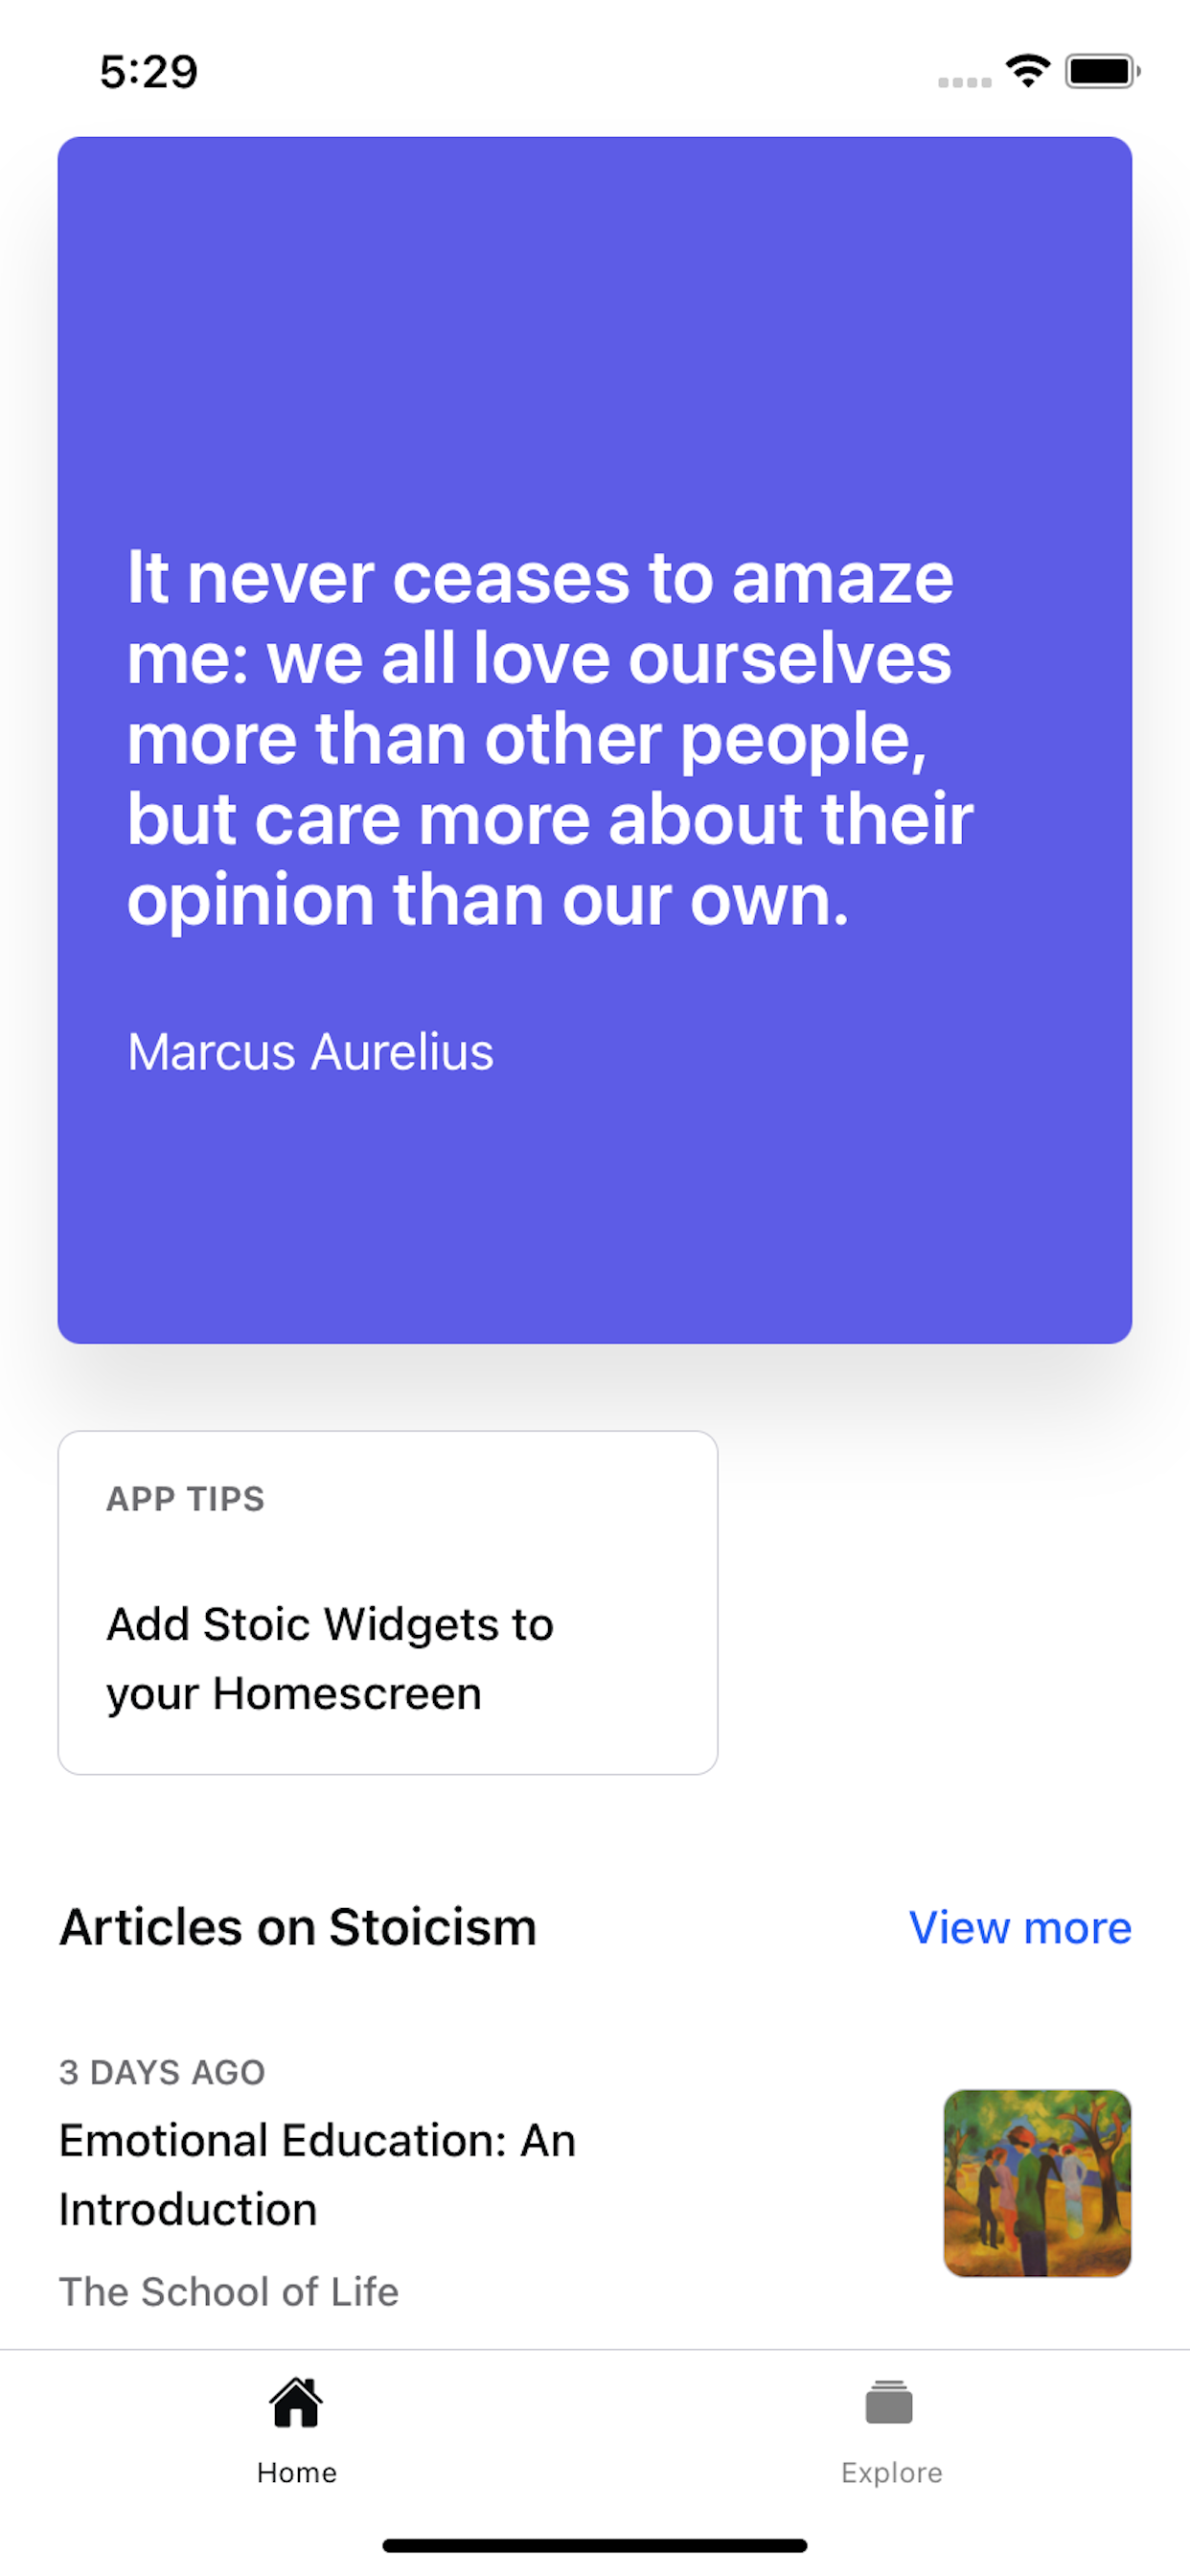 5:29
It never ceases to amaze
me: we all love ourselves
more than other people,
but care more about their
opinion than our own.
Marcus Aurelius
APP TIPS
Add Stoic Widgets to
your Homescreen
Articles on Stoicism
View more
3 DAYS AGO
Emotional Education: An
Introduction
The School of Life
Home
Explore